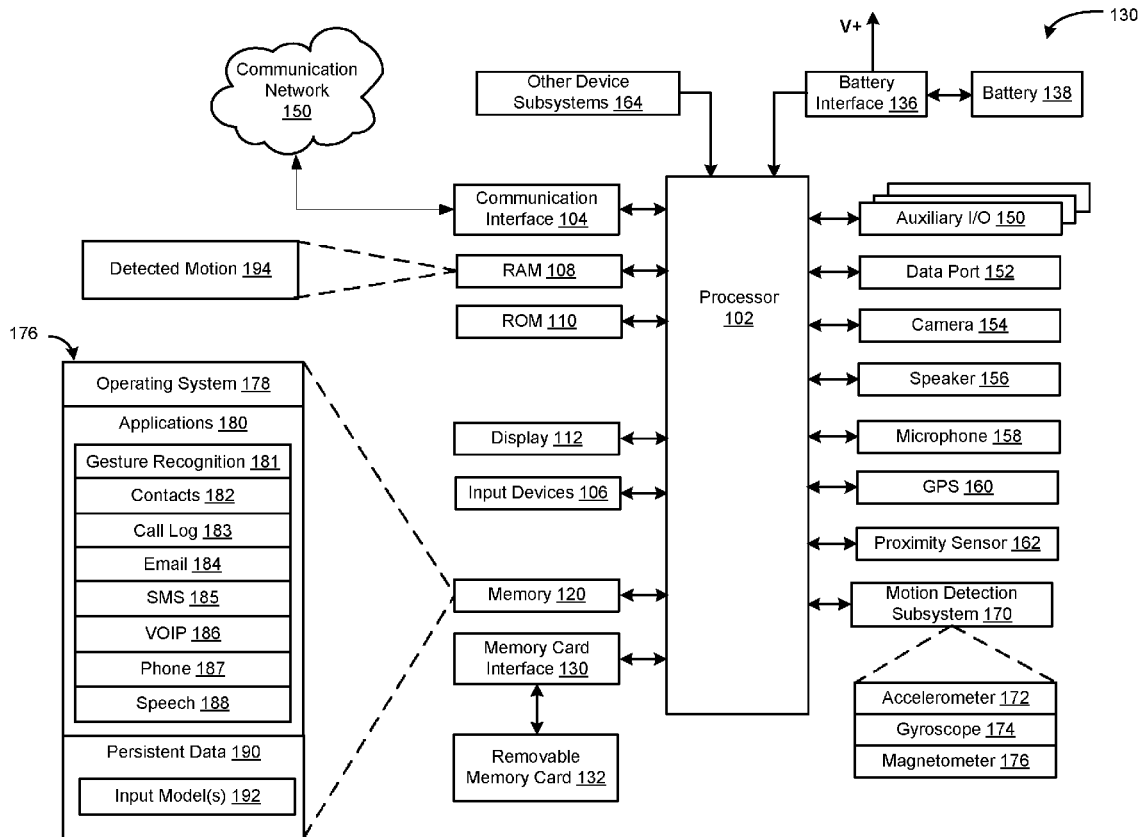 130
V+
Communication
Network
150
Other Device
Subsystems 164
Battery
Interface 136
Battery 138
Communication
Interface 104
Auxiliary I/O 150
Detected Motion 194
RAM 108
Data Port 152
ROM 110
Processor
102
Camera 154
176
Operating System 178
Speaker 156
Applications 180
Gesture Recognition 181
Contacts 182
Call Log 183
Email 184
SMS 185
VOIP 186
Phone 187
Speech 188
Persistent Data 190
Input Model(s) 192
Display 112
Microphone 158
Input Devices 106
GPS 160
Proximity Sensor 162
Memory 120
Motion Detection
Subsystem 170
Memory Card
Interface 130
Accelerometer 172
Gyroscope 174
Magnetometer 176
Removable
Memory Card 132